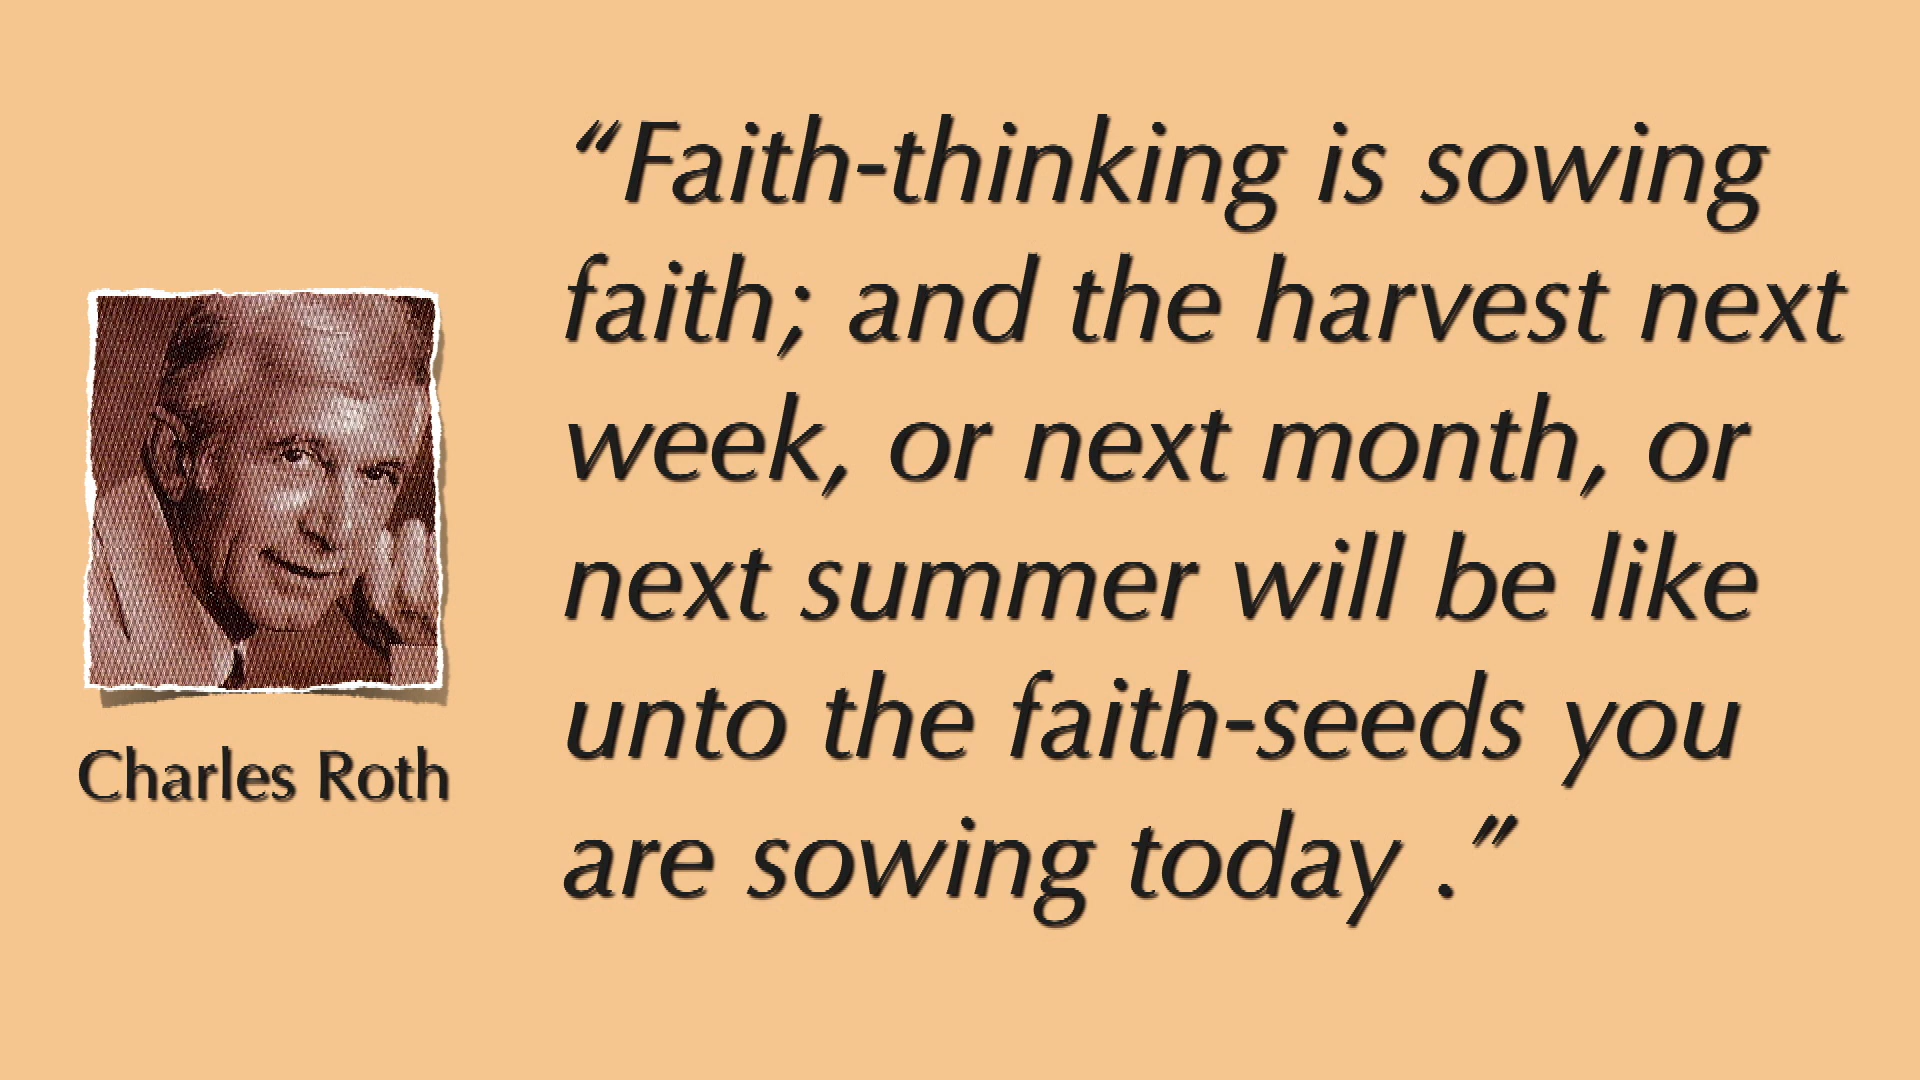 “Faith-thinking is sowing
faith; and the harvest next
week, or next month, or
next summer will be like
unto the faith-seeds you
are sowing today .”
Charles Roth